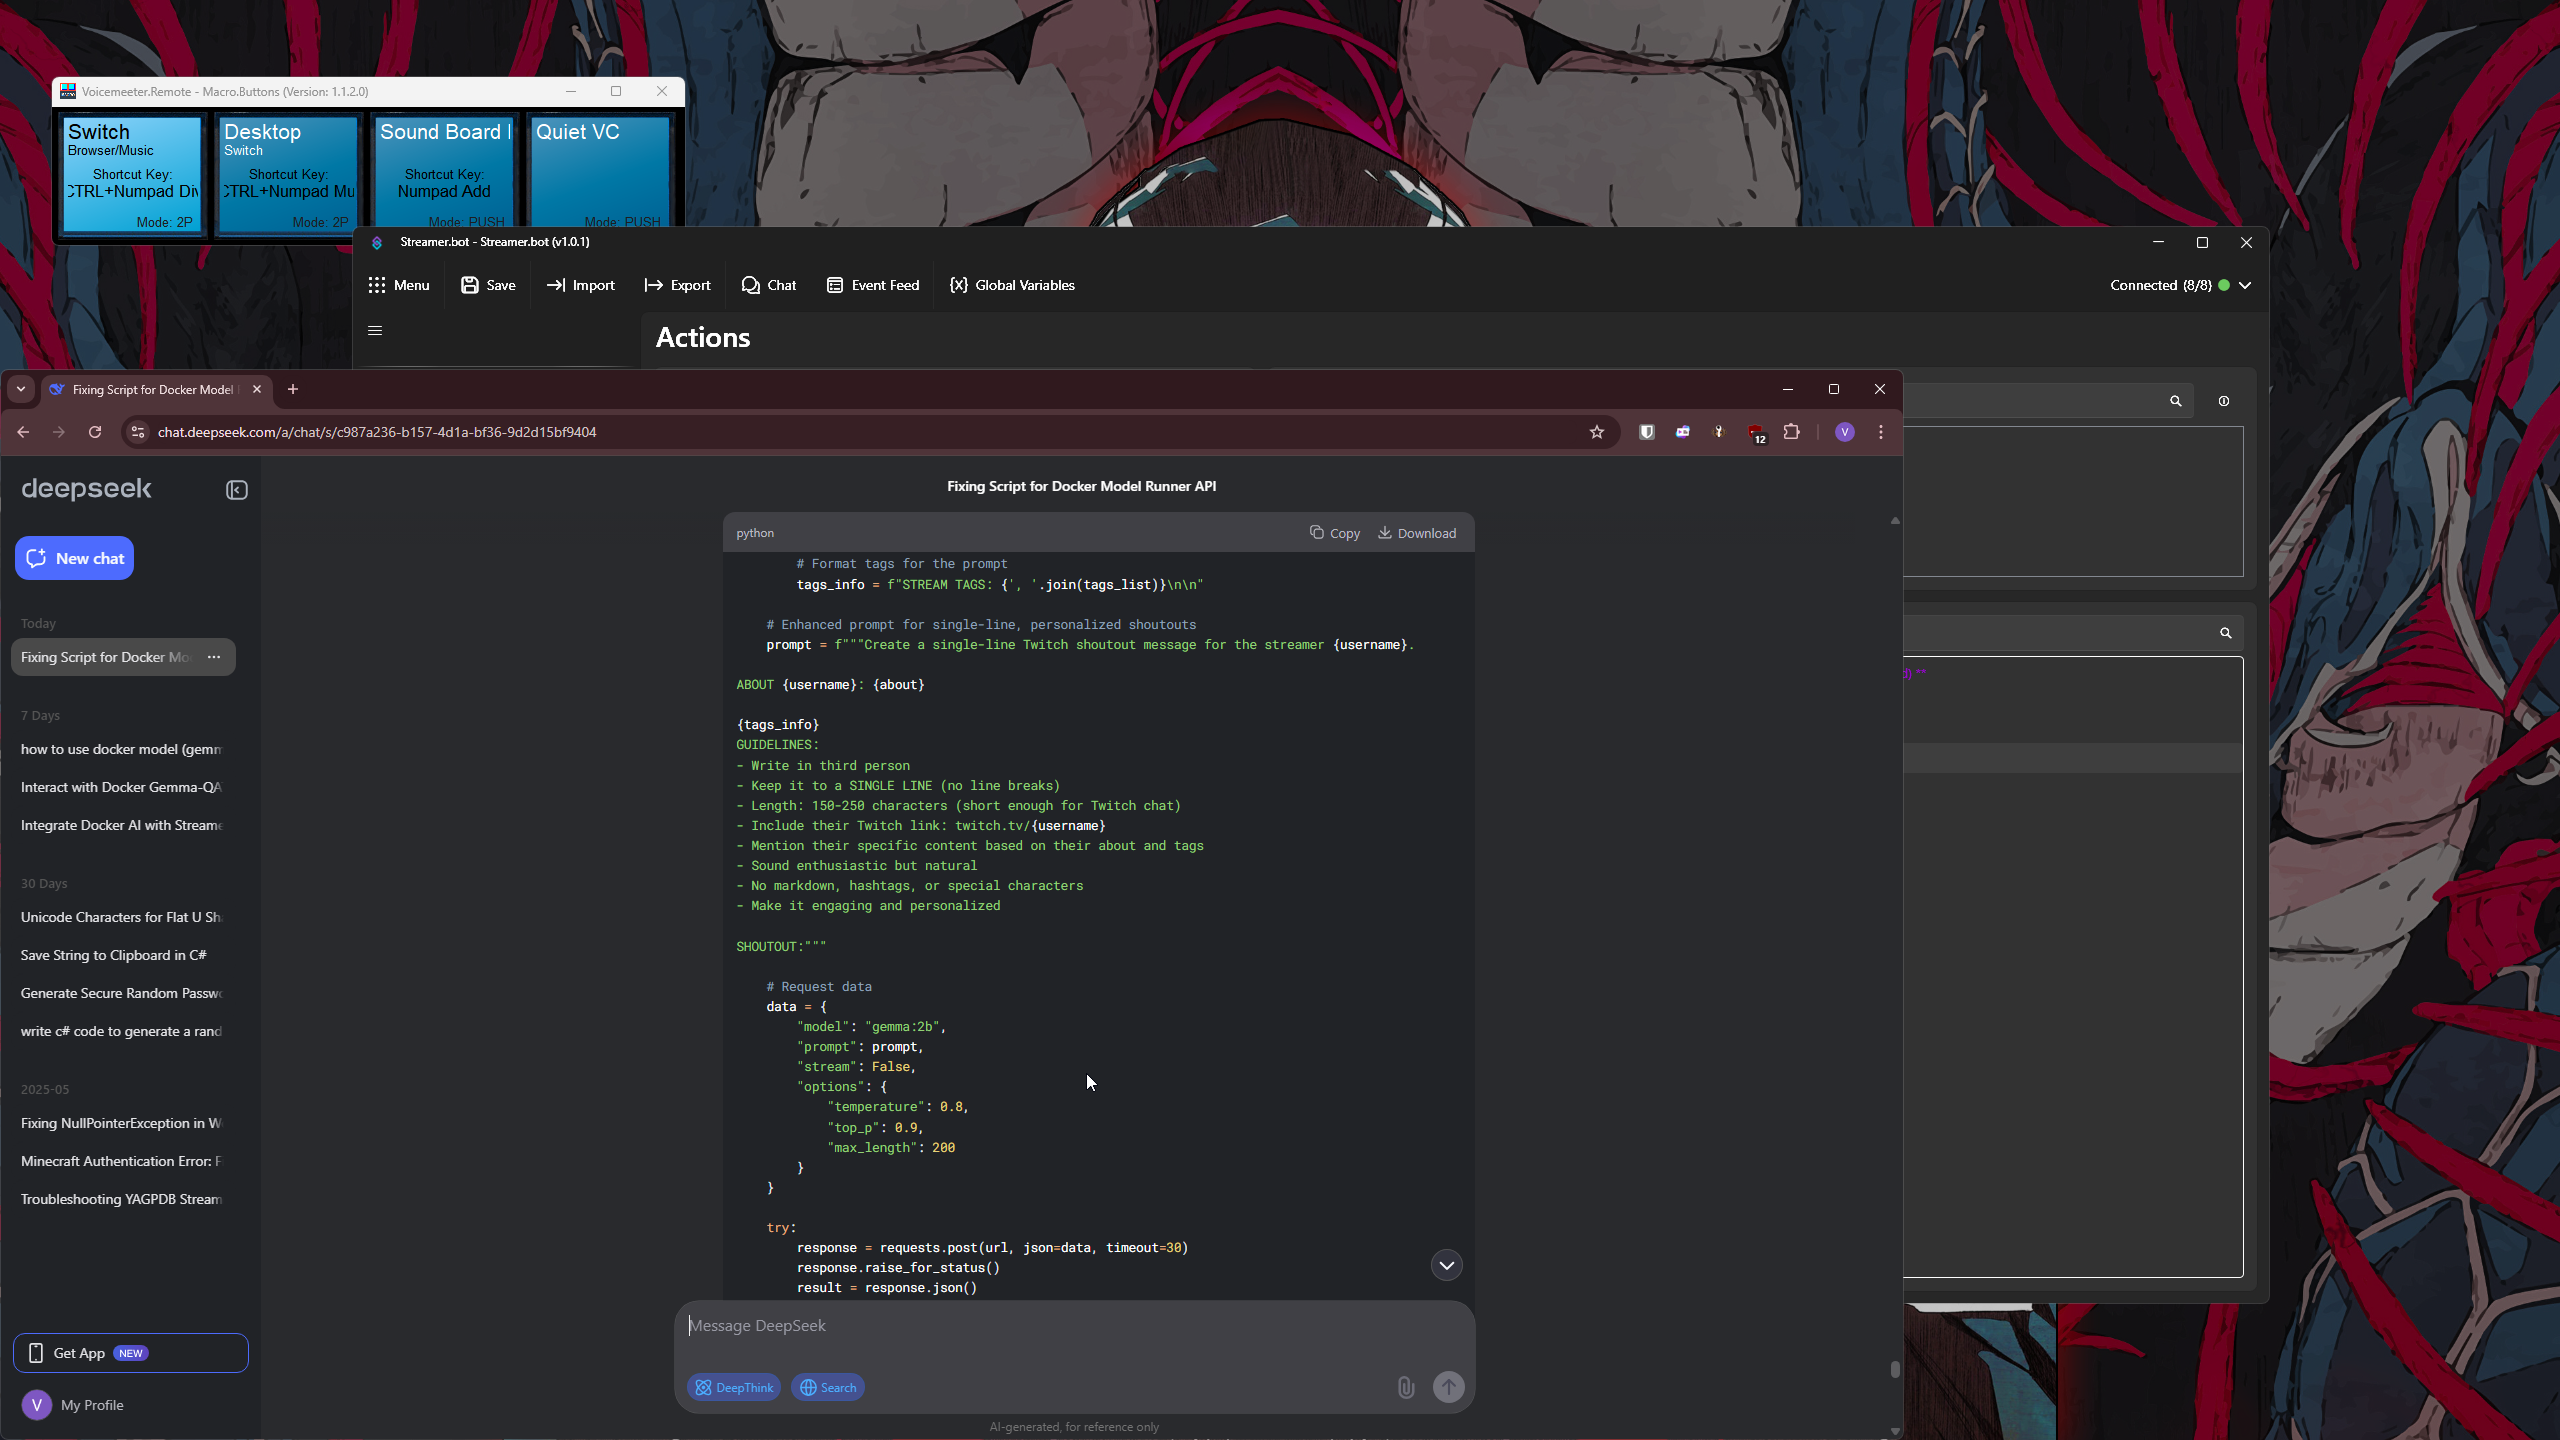 Voicemeeter.Remote - Macro.Buttons (Version: 1.1.2.0)
Switch
Browser/Music
Shortcut Key:
CTRL+Numpad Div
Mode: 2P
Desktop
Switch
Shortcut Key:
CTRL+Numpad Mu
Mode: 2P
Sound Board
Shortcut Key:
Numpad Add
Mode: PUSH
Quiet VC
Mode: PUSH
Streamer.bot - Streamer.bot (v1.0.1)
Menu Save Import Export Chat Event Feed {x} Global Variables
Connected (8/8)
Actions
Fixing Script for Docker Model
chat.deepseek.com/a/chat/s/c987a236-b157-4d1a-bf36-9d2d15bf9404
12
V
deepseek
New chat
Today
Fixing Script for Docker Mo
7 Days
how to use docker model (gemm
Interact with Docker Gemma-QA
Integrate Docker AI with Stream
30 Days
Unicode Characters for Flat U Sh
Save String to Clipboard in C#
Generate Secure Random Passw
write c# code to generate a rand
2025-05
Fixing NullPointerException in W
Minecraft Authentication Error: F
Troubleshooting YAGPDB Stream
Get App NEW
V My Profile
Fixing Script for Docker Model Runner API
python Copy Download
# Format tags for the prompt
tags_info = f"STREAM TAGS: {', '.join(tags_list)}\n\n"
# Enhanced prompt for single-line, personalized shoutouts
prompt = f"""Create a single-line Twitch shoutout message for the streamer {username}.
ABOUT {username}: {about}
{tags_info}
GUIDELINES:
- Write in third person
- Keep it to a SINGLE LINE (no line breaks)
- Length: 150-250 characters (short enough for Twitch chat)
- Include their Twitch link: twitch.tv/{username}
- Mention their specific content based on their about and tags
- Sound enthusiastic but natural
- No markdown, hashtags, or special characters
- Make it engaging and personalized
SHOUTOUT:"""
# Request data
data = {
"model": "gemma:2b",
"prompt": prompt,
"stream": False,
"options": {
"temperature": 0.8,
"top_p": 0.9,
"max_length": 200
}
}
try:
response = requests.post(url, json=data, timeout=30)
response.raise_for_status()
result = response.json()
Message DeepSeek
DeepThink Search
AI-generated, for reference only